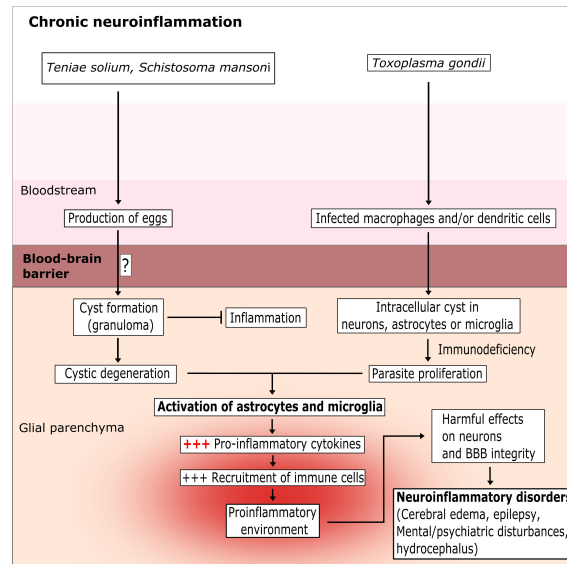 Chronic neuroinflammation
Teniae solium, Schistosoma mansoni
Toxoplasma gondii
Bloodstream
Production of eggs
Infected macrophages and/or dendritic cells
Blood-brain
barrier
?
Cyst formation
(granuloma)
Inflammation
Intracellular cyst in
neurons, astrocytes or microglia
Immunodeficiency
Cystic degeneration
Parasite proliferation
Activation of astrocytes and microglia
Glial parenchyma
+++ Pro-inflammatory cytokines
+++ Recruitment of immune cells
Proinflammatory
environment
Harmful effects
on neurons
and BBB integrity
Neuroinflammatory disorders
(Cerebral edema, epilepsy,
Mental/psychiatric disturbances,
hydrocephalus)